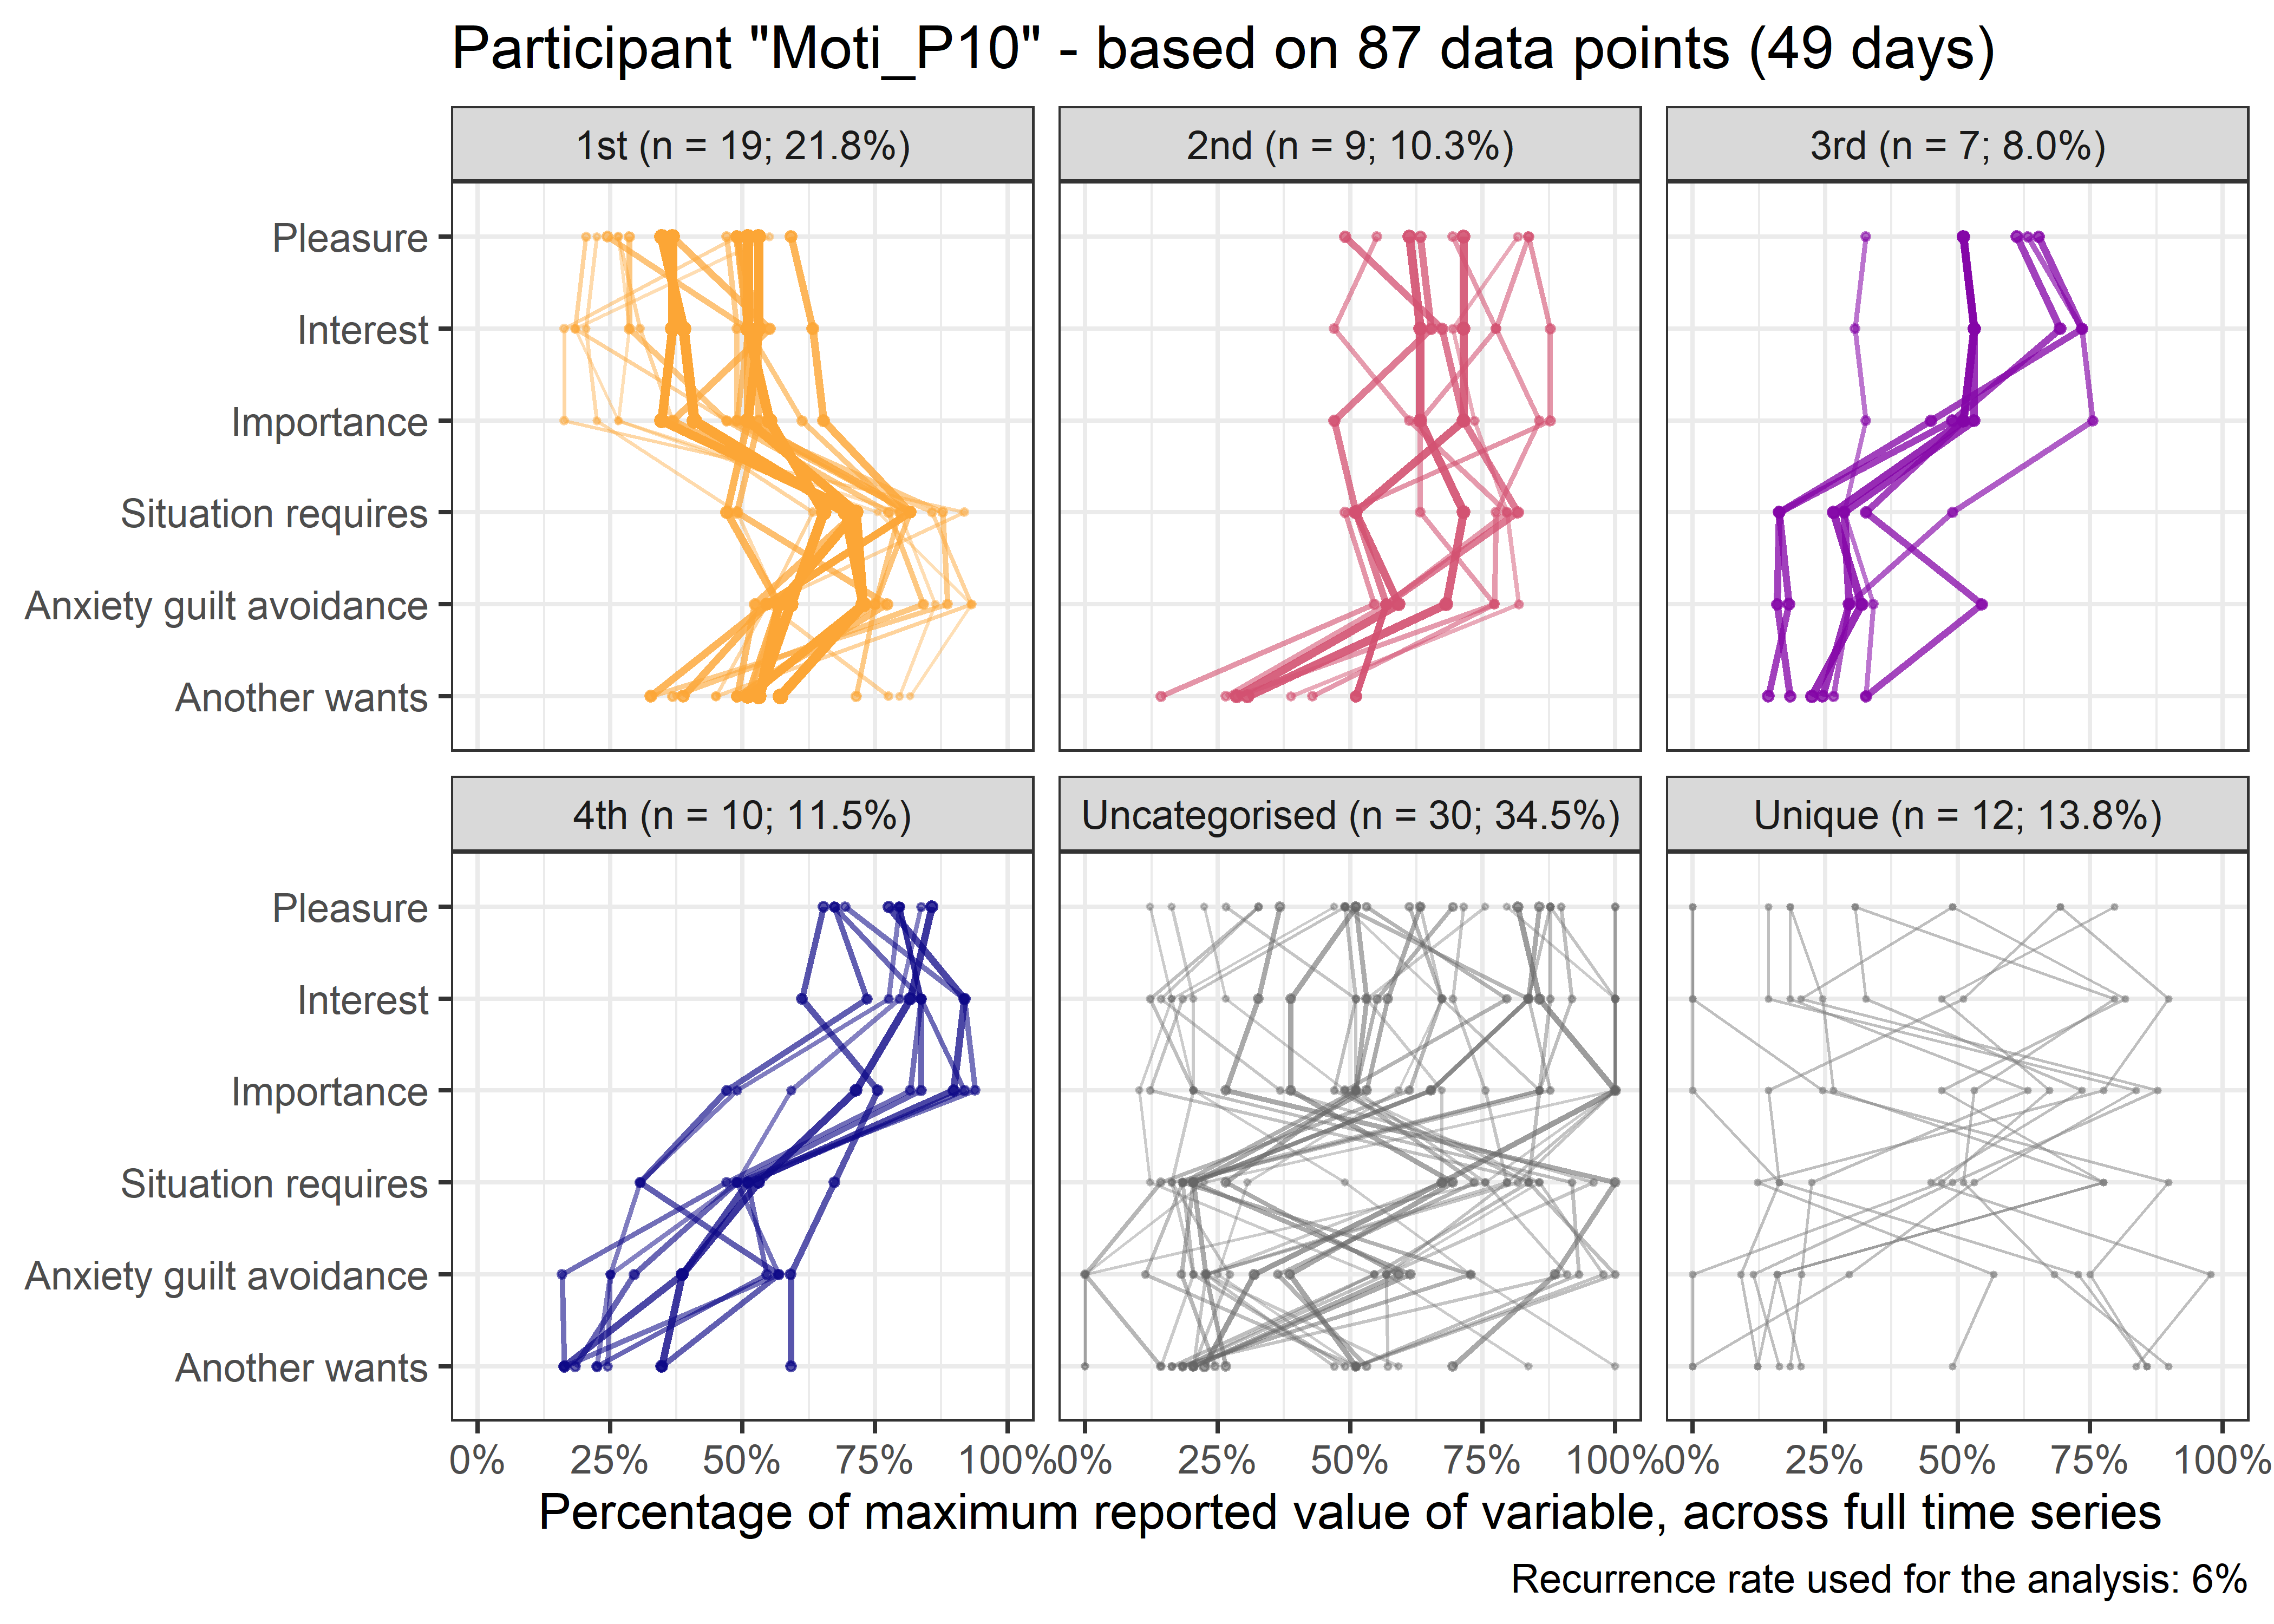 Participant "Moti_P10" - based on 87 data points (49 days)
1st (n = 19; 21.8%)
2nd (n = 9; 10.3%)
3rd (n = 7; 8.0%)
Pleasure
Interest
Importance
Situation requires
Anxiety guilt avoidance
Another wants
4th (n = 10; 11.5%)
Uncategorised (n = 30; 34.5%)
Unique (n = 12; 13.8%)
Pleasure
Interest
Importance
Situation requires
Anxiety guilt avoidance
Another wants
0% 25% 50% 75% 100%
0% 25% 50% 75% 100%
0% 25% 50% 75% 100%
Percentage of maximum reported value of variable, across full time series
Recurrence rate used for the analysis: 6%